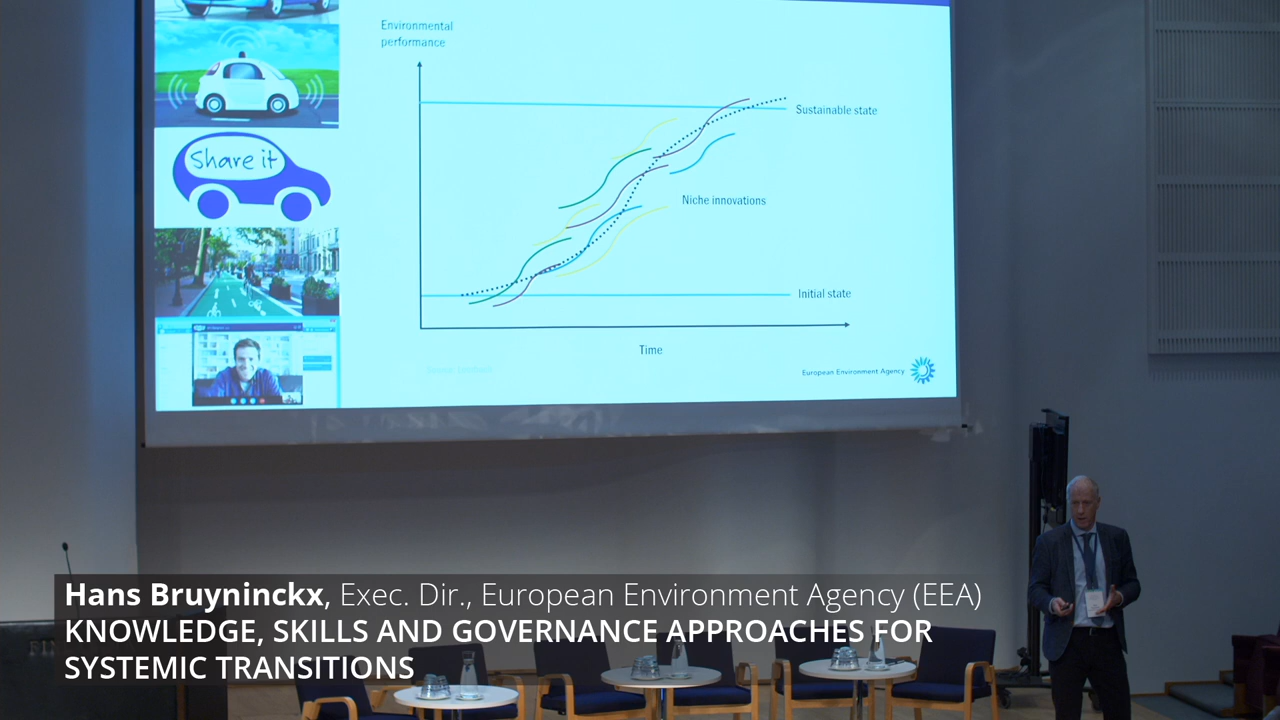 Environmental
performance
Share it
Sustainable state
Niche innovations
Initial state
Time
European Environment Agency
Hans Bruyninckx, Exec. Dir., European Environment Agency (EEA)
KNOWLEDGE, SKILLS AND GOVERNANCE APPROACHES FOR
SYSTEMIC TRANSITIONS